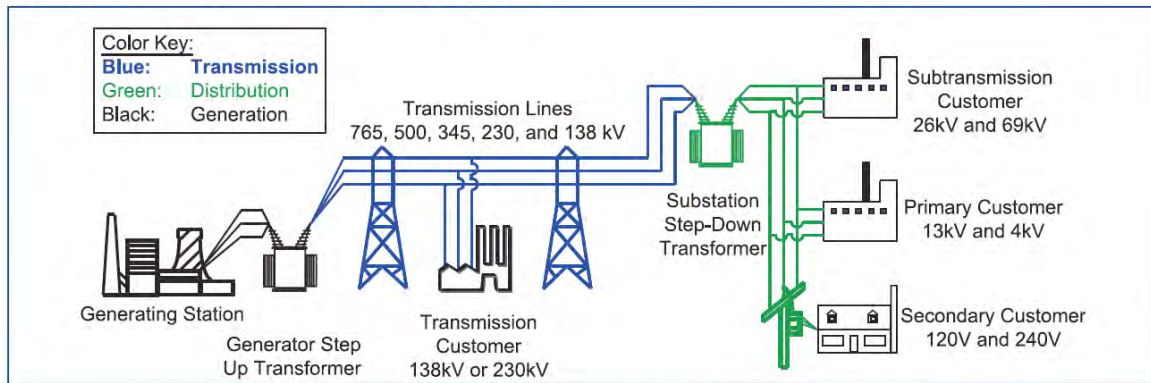 Color Key:
Blue: Transmission
Green: Distribution
Black: Generation
Transmission Lines
765, 500, 345, 230, and 138 kV
Subtransmission
Customer
26kV and 69kV
Substation
Step-Down
Transformer
Primary Customer
13kV and 4kV
Generating Station
Generator Step
Up Transformer
Transmission
Customer
138kV or 230kV
Secondary Customer
120V and 240V